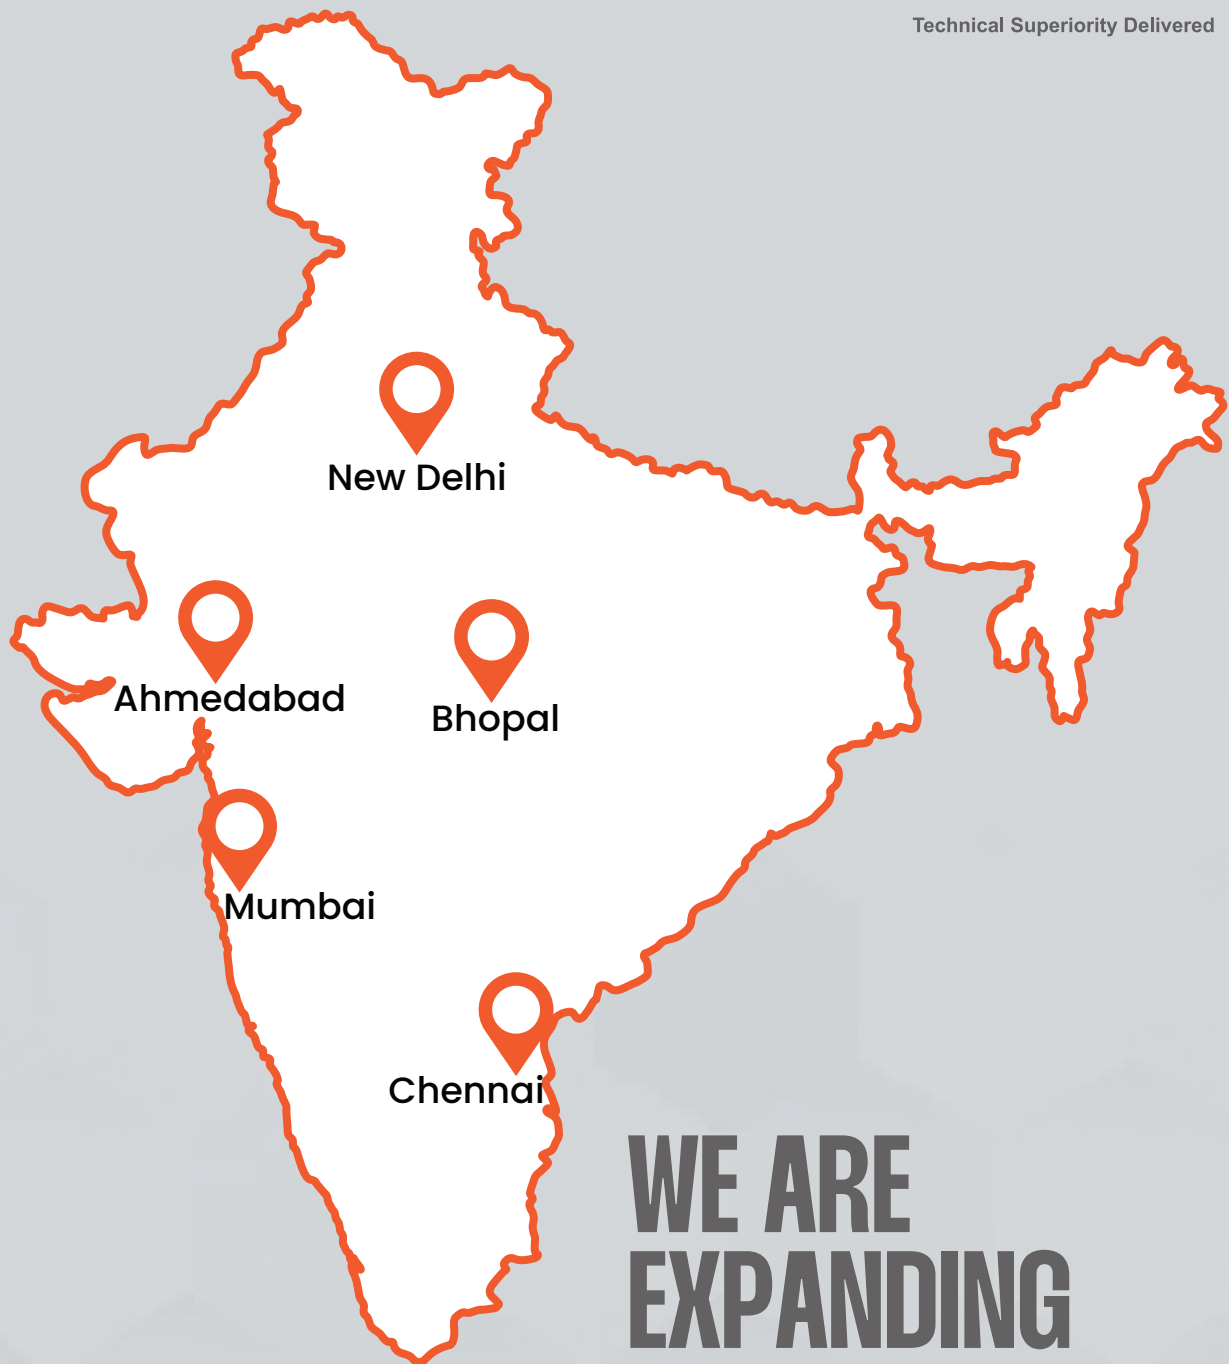 Technical Superiority Delivered
New Delhi
Ahmedabad
Bhopal
Mumbai
Chennai
WE ARE
EXPANDING